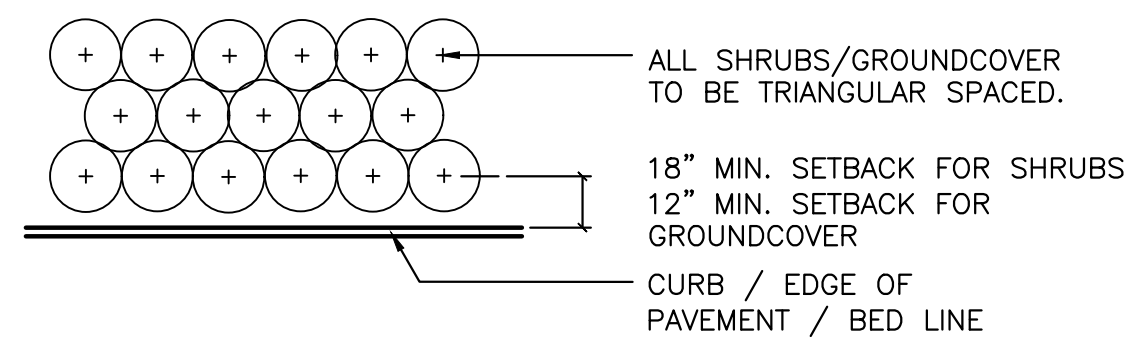 ALL SHRUBS/GROUNDCOVER
TO BE TRIANGULAR SPACED.
18” MIN. SETBACK FOR SHRUBS
12” MIN. SETBACK FOR
GROUNDCOVER
CURB / EDGE OF
PAVEMENT / BED LINE